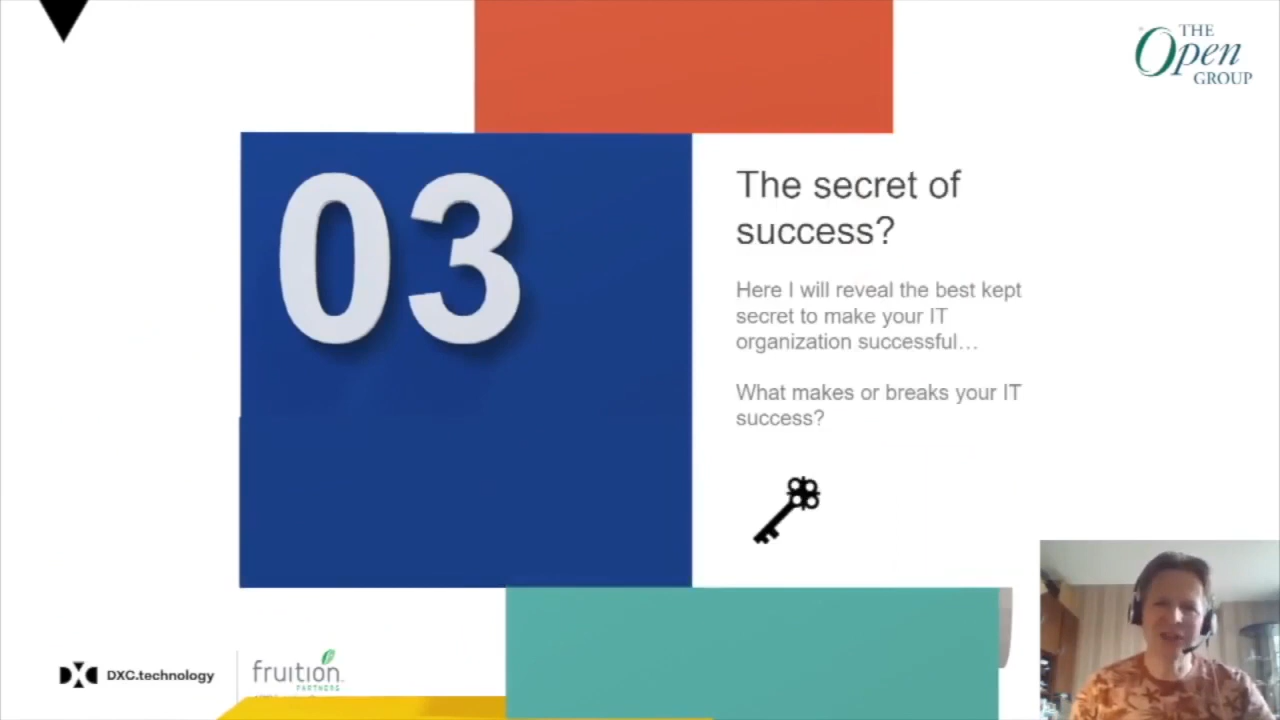 THE
Open
GROUP
03
The secret of
success?
Here I will reveal the best kept
secret to make your IT
organization successful…
What makes or breaks your IT
success?
DXC.technology
fruition
PARTNERS